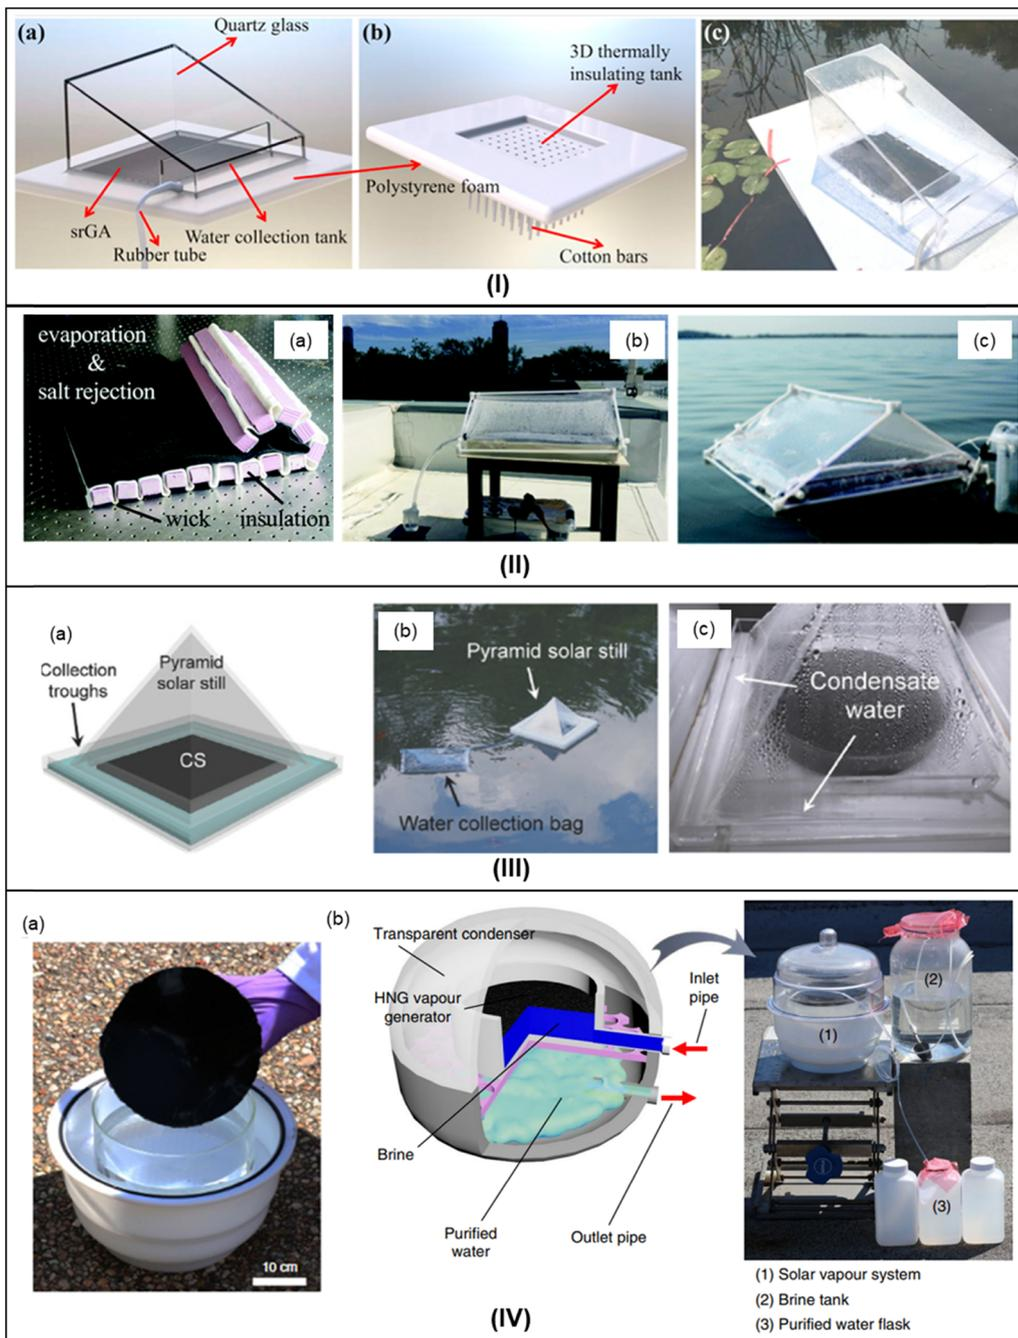 (a)
Quartz glass
srGA
Rubber tube
Water collection tank
Polystyrene foam
(b)
3D thermally
insulating tank
Cotton bars
(c)
(I)
evaporation
&
salt rejection
(a)
wick
insulation
(b)
(c)
(II)
(a)
Collection
troughs
Pyramid
solar still
CS
(b)
Pyramid solar still
Water collection bag
(c)
Condensate
water
(III)
(a)
10 cm
(b)
Transparent condenser
HNG vapour
generator
Brine
Purified
water
Inlet
pipe
Outlet pipe
(1)
(2)
(3)
(1) Solar vapour system
(2) Brine tank
(3) Purified water flask
(IV)